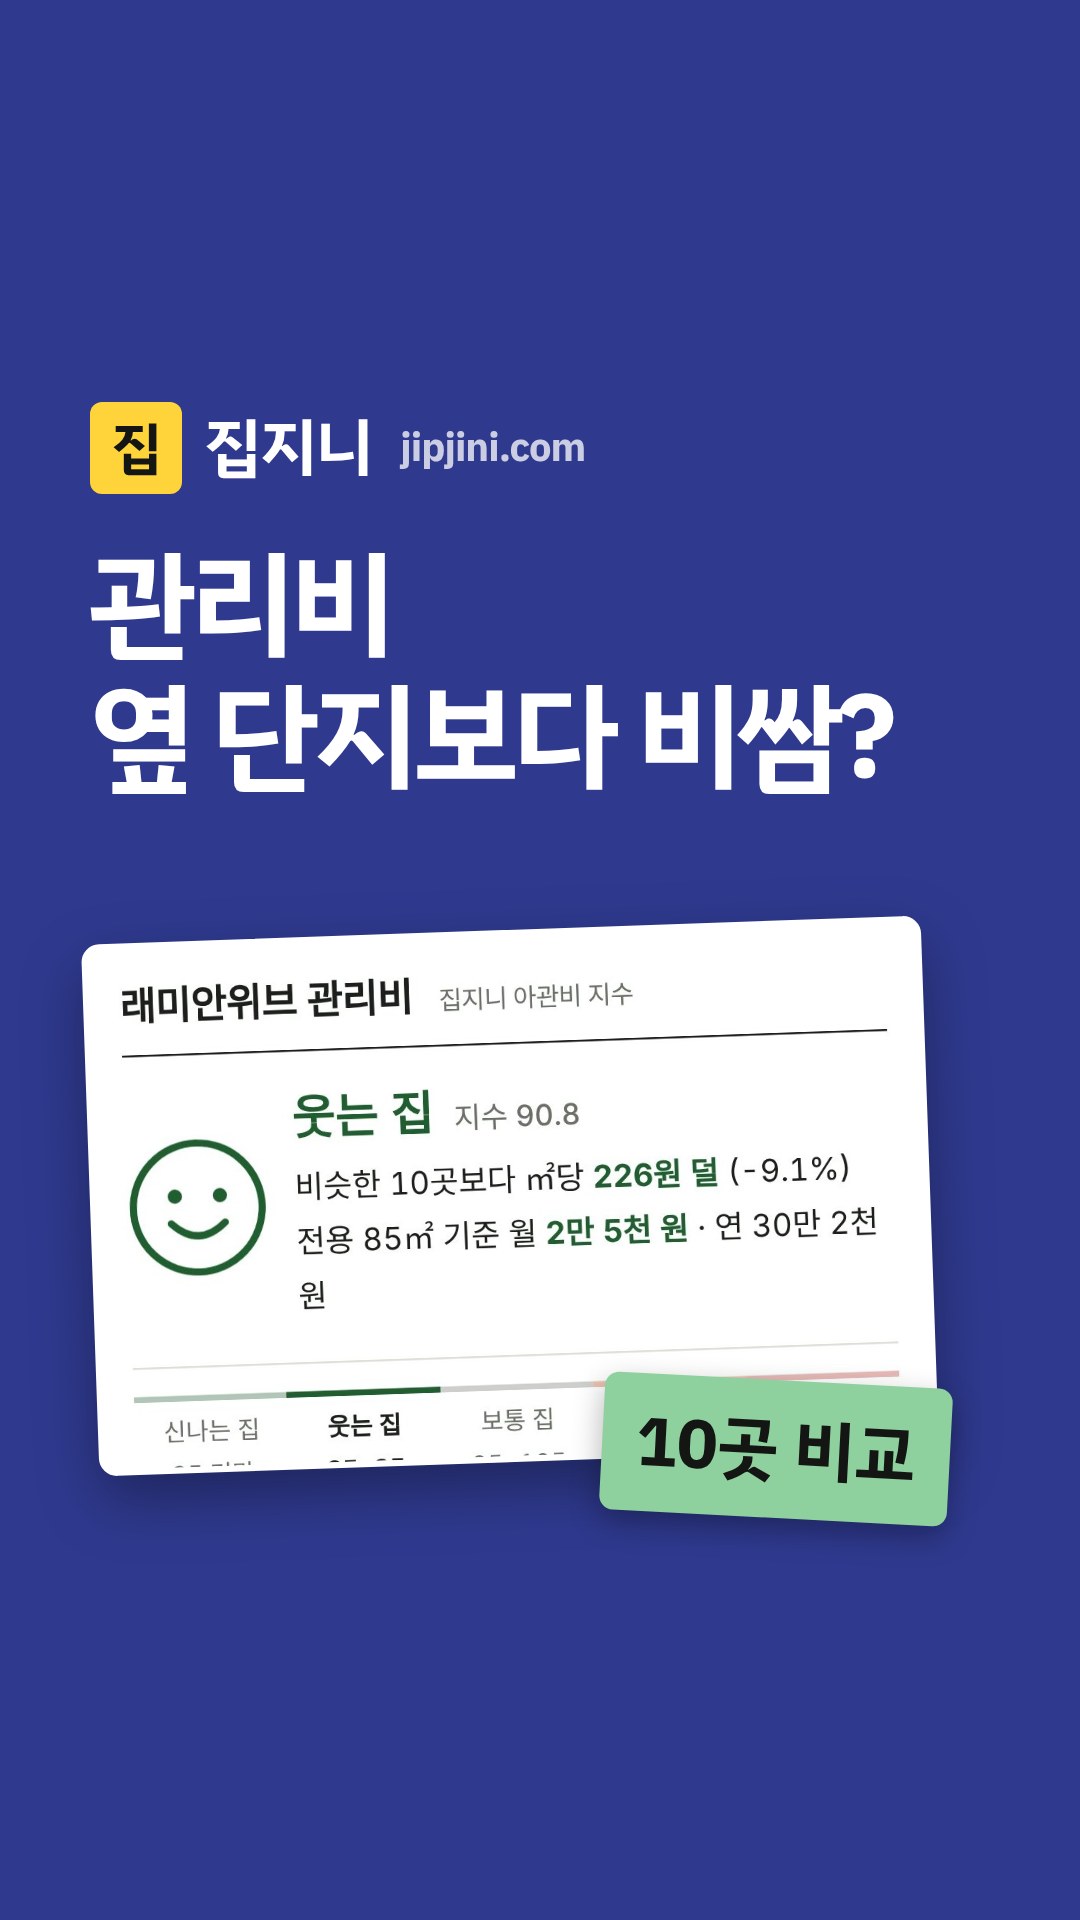 집 집지니 jipjini.com
관리비
옆 단지보다 비쌈?
래미안위브 관리비 집지니 아관비 지수
웃는 집 지수 90.8
비슷한 10곳보다 ㎡당 226원 덜 (-9.1%)
전용 85㎡ 기준 월 2만 5천 원 · 연 30만 2천
원
신나는 집 웃는 집 보통 집
10곳 비교